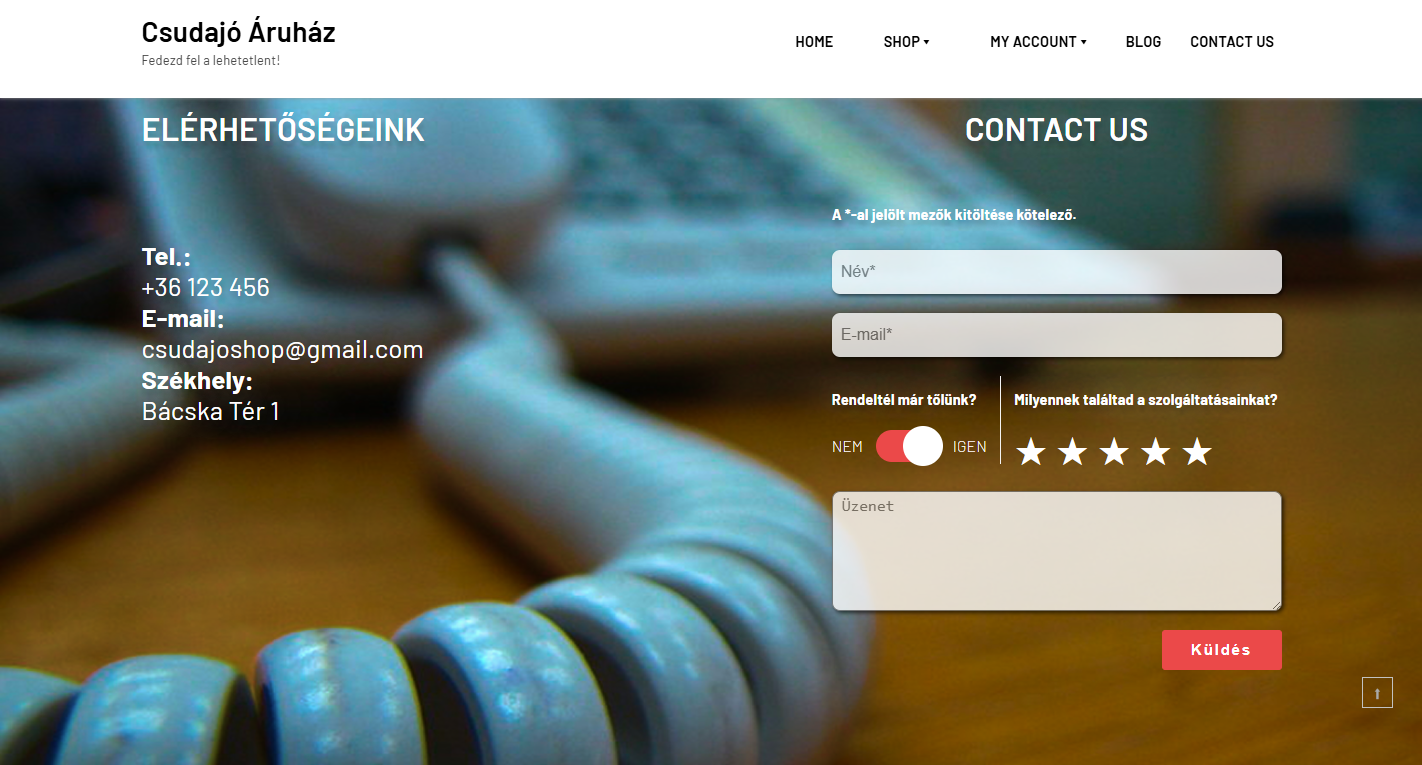 Csudajó Áruház
Fedezd fel a lehetetlent!
HOME SHOP MY ACCOUNT BLOG CONTACT US
ELÉRHETŐSÉGEINK
Tel.:
+36 123 456
E-mail:
csudajoshop@gmail.com
Székhely:
Bácska Tér 1
CONTACT US
A *-al jelölt mezők kitöltése kötelező.
Név*
E-mail*
Rendeltél már tőlünk?
NEM IGEN
Milyennek találtad a szolgáltatásainkat?
Üzenet
Küldés